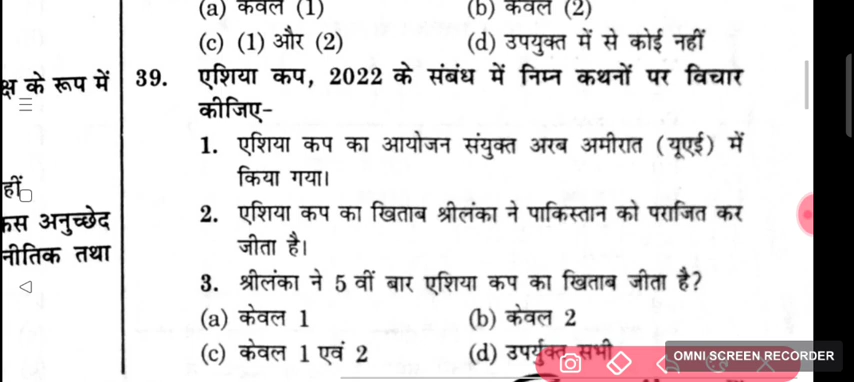 (a) केवल (1) (b) केवल (2)
(c) (1) और (2) (d) उपयुक्त में से कोई नहीं
क्ष के रूप में
39. एशिया कप, 2022 के संबंध में निम्न कथनों पर विचार
कीजिए-
1. एशिया कप का आयोजन संयुक्त अरब अमीरात (यूएई) में
किया गया।
हीं
2. एशिया कप का खिताब श्रीलंका ने पाकिस्तान को पराजित कर
जीता है।
कस अनुच्छेद
नीतिक तथा
3. श्रीलंका ने 5 वीं बार एशिया कप का खिताब जीता है?
(a) केवल 1 (b) केवल 2
(c) केवल 1 एवं 2 (d) उपर्युक्त सभी
OMNI SCREEN RECORDER